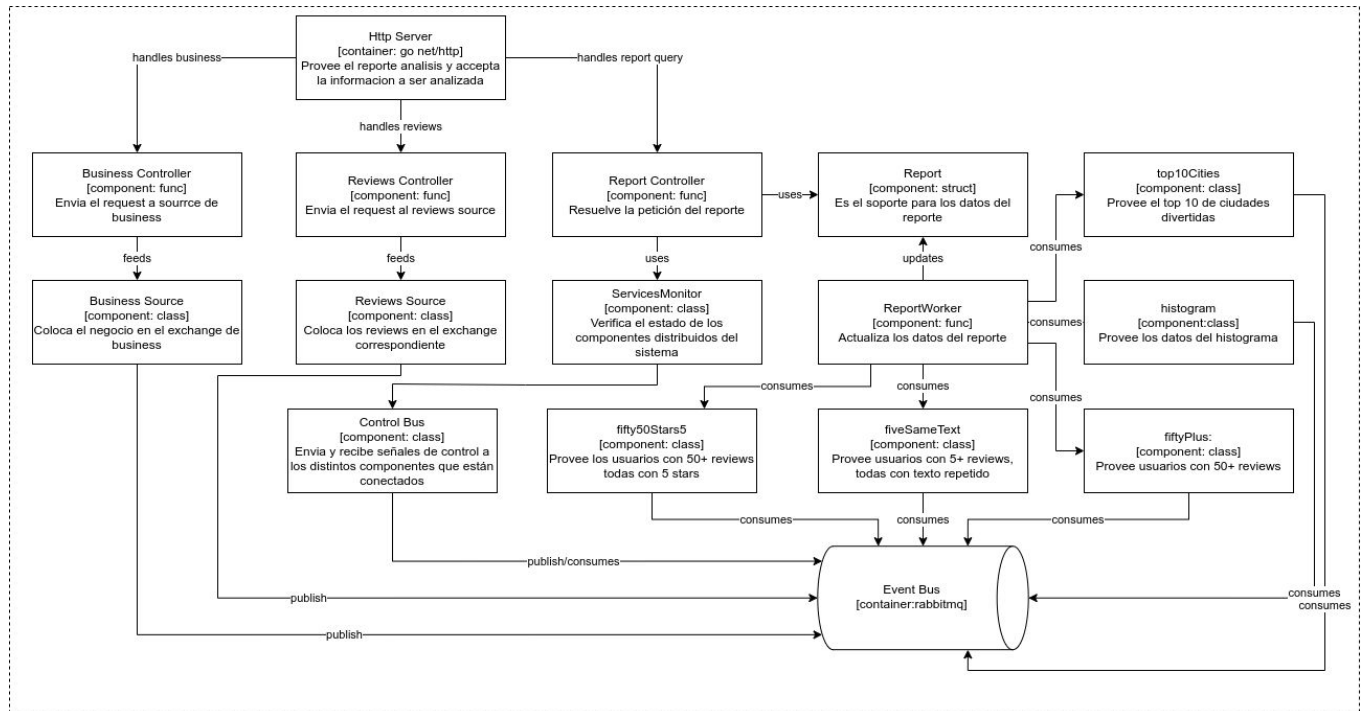 Http Server
[container: go net/http]
Provee el reporte analisis y accepta
la informacion a ser analizada
handles business
handles report query
handles reviews
Business Controller
[component: func]
Envia el request a sourrce de
business
Reviews Controller
[component: func]
Envia el request al reviews source
Report Controller
[component: func]
Resuelve la petición del reporte
uses
Report
[component: struct]
Es el soporte para los datos del
reporte
top10Cities
[component: class]
Provee el top 10 de ciudades
divertidas
feeds
feeds
uses
updates
consumes
Business Source
[component: class]
Coloca el negocio en el exchange de
business
Reviews Source
[component: class]
Coloca los reviews en el exchange
correspondiente
ServicesMonitor
[component: class]
Verifica el estado de los
componentes distribuidos del
sistema
ReportWorker
[component: func]
Actualiza los datos del reporte
consumes
histogram
[component:class]
Provee los datos del histograma
consumes
consumes
consumes
Control Bus
[component: class]
Envia y recibe señales de control a
los distintos componentes que están
conectados
fifty50Stars5
[component: class]
Provee los usuarios con 50+ reviews
todas con 5 stars
fiveSameText
[component: class]
Provee usuarios con 5+ reviews,
todas con texto repetido
fiftyPlus:
[component: class]
Provee usuarios con 50+ reviews
consumes
consumes
consumes
publish/consumes
Event Bus
[container:rabbitmq]
publish
consumes
consumes
publish